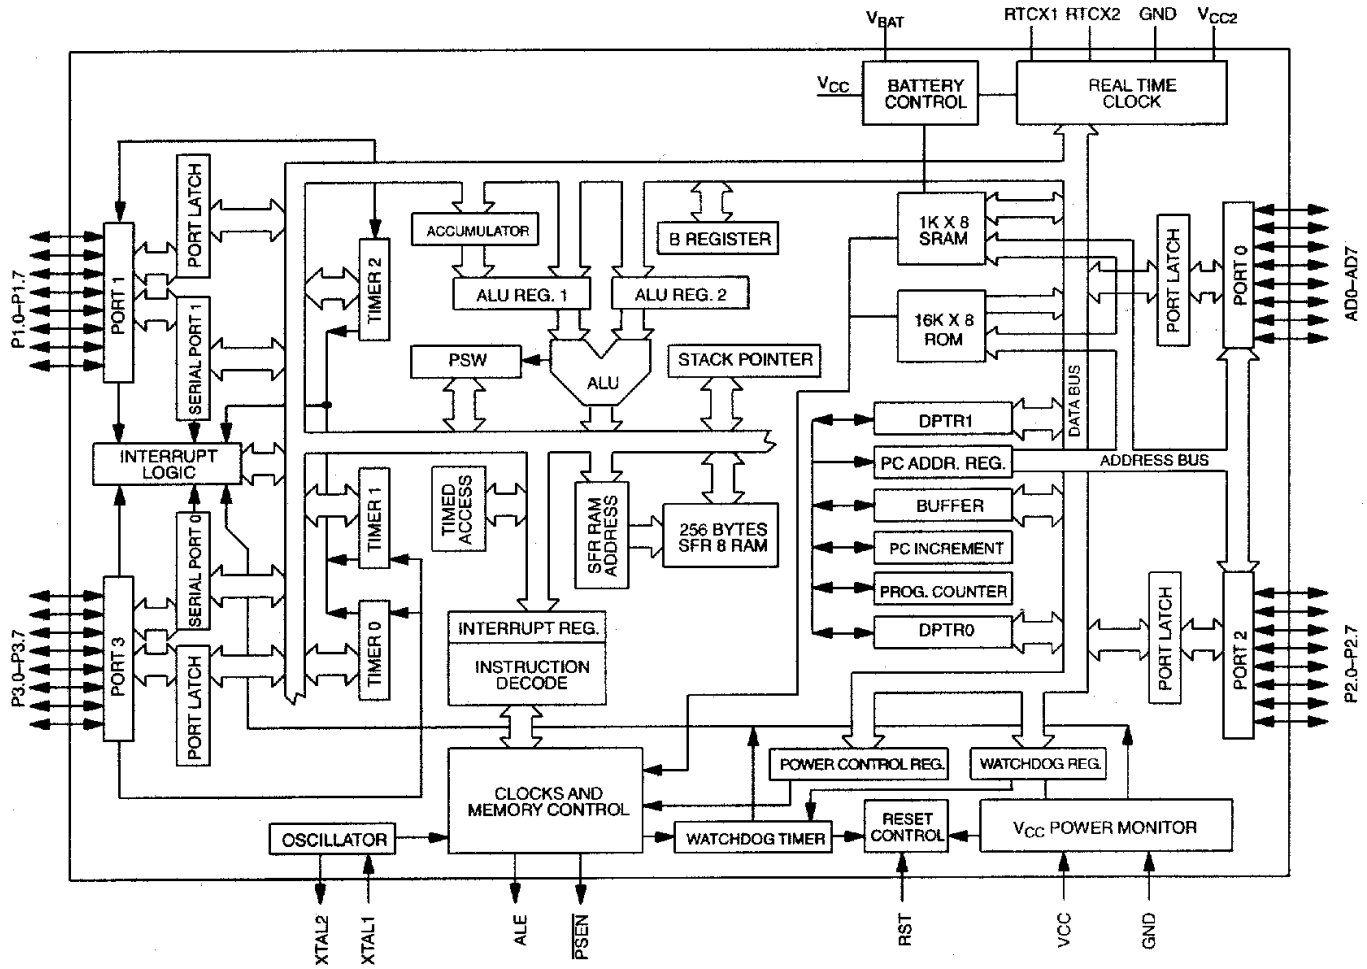 VBAT
RTCX1
RTCX2
GND
VCC2
VCC
BATTERY
CONTROL
REAL TIME
CLOCK
P1.0–P1.7
PORT 1
PORT LATCH
SERIAL PORT 1
TIMER 2
ACCUMULATOR
B REGISTER
1K X 8
SRAM
PORT LATCH
PORT 0
AD0–AD7
ALU REG. 1
ALU REG. 2
16K X 8
ROM
PSW
ALU
STACK POINTER
DATA BUS
INTERRUPT
LOGIC
DPTR1
PC ADDR. REG.
ADDRESS BUS
BUFFER
PC INCREMENT
PROG. COUNTER
DPTR0
TIMER 1
TIMED
ACCESS
SFR RAM
ADDRESS
256 BYTES
SFR 8 RAM
P3.0–P3.7
PORT 3
SERIAL PORT 0
PORT LATCH
TIMER 0
INTERRUPT REG.
INSTRUCTION
DECODE
PORT LATCH
PORT 2
P2.0–P2.7
CLOCKS AND
MEMORY CONTROL
POWER CONTROL REG.
WATCHDOG REG.
OSCILLATOR
WATCHDOG TIMER
RESET
CONTROL
VCC POWER MONITOR
XTAL2
XTAL1
ALE
PSEN
RST
VCC
GND